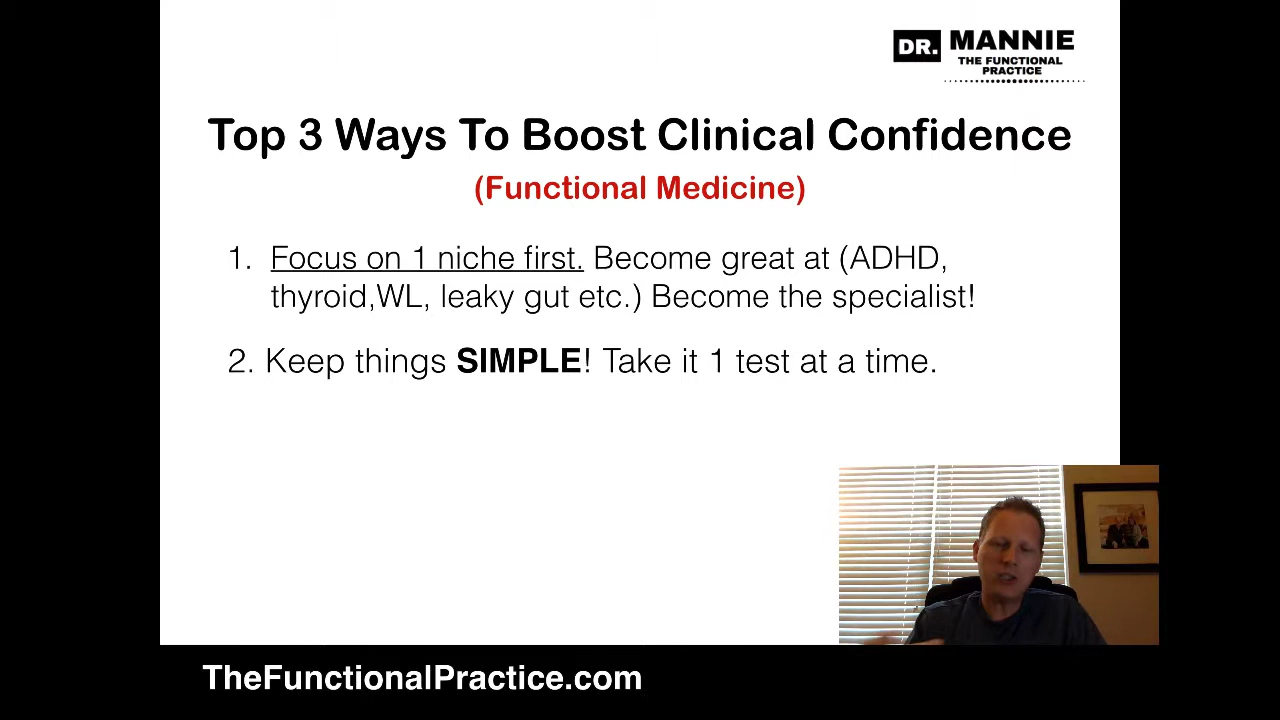 DR. MANNIE
THE FUNCTIONAL
PRACTICE
Top 3 Ways To Boost Clinical Confidence
(Functional Medicine)
1. Focus on 1 niche first. Become great at (ADHD,
thyroid,WL, leaky gut etc.) Become the specialist!
2. Keep things SIMPLE! Take it 1 test at a time.
TheFunctionalPractice.com